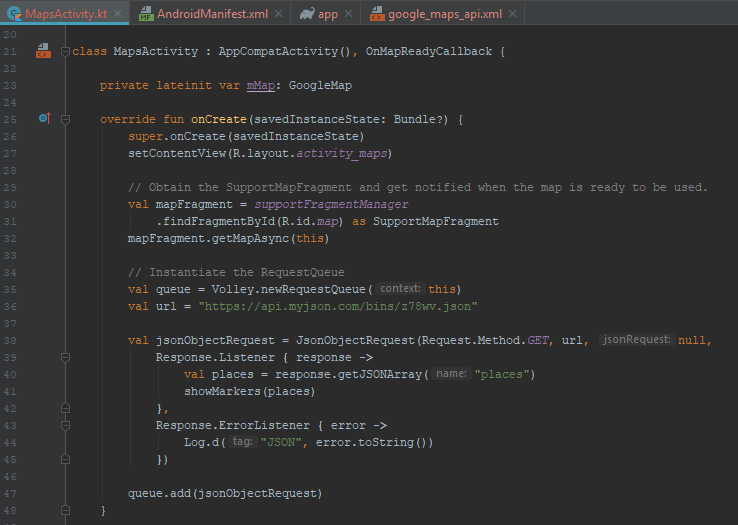 MapsActivity.kt AndroidManifest.xml app google_maps_api.xml
20
21 class MapsActivity : AppCompatActivity(), OnMapReadyCallback {
22
23 private lateinit var mMap: GoogleMap
24
25 override fun onCreate(savedInstanceState: Bundle?) {
26 super.onCreate(savedInstanceState)
27 setContentView(R.layout.activity_maps)
28
29 // Obtain the SupportMapFragment and get notified when the map is ready to be used.
30 val mapFragment = supportFragmentManager
31 .findFragmentById(R.id.map) as SupportMapFragment
32 mapFragment.getMapAsync(this)
33
34 // Instantiate the RequestQueue
35 val queue = Volley.newRequestQueue( context: this)
36 val url = "https://api.myjson.com/bins/z78wv.json"
37
38 val jsonObjectRequest = JsonObjectRequest(Request.Method.GET, url, jsonRequest: null,
39 Response.Listener { response ->
40 val places = response.getJSONArray( name: "places")
41 showMarkers(places)
42 },
43 Response.ErrorListener { error ->
44 Log.d( tag: "JSON", error.toString())
45 })
46
47 queue.add(jsonObjectRequest)
48 }